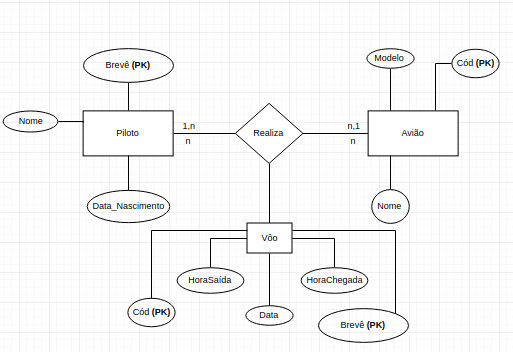 Modelo
Brevê (PK)
Cód (PK)
Nome
Piloto
1,n
n
Realiza
n,1
n
Avião
Data_Nascimento
Nome
Vôo
HoraSaída
HoraChegada
Cód (PK)
Data
Brevê (PK)